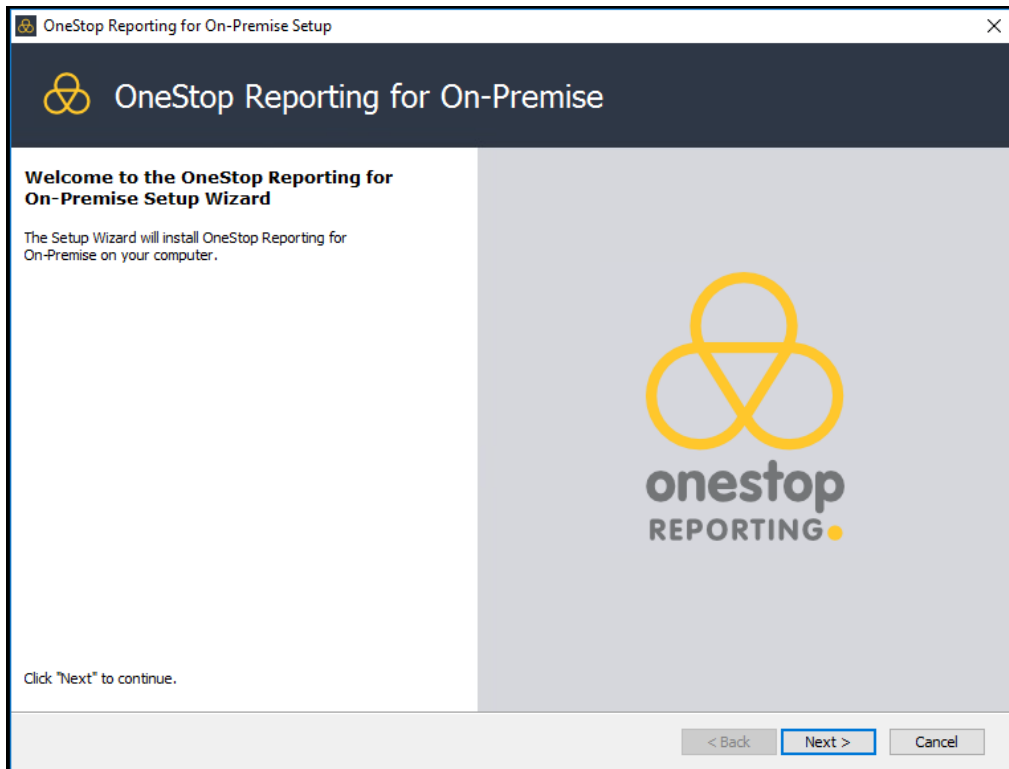 OneStop Reporting for On-Premise Setup
OneStop Reporting for On-Premise
Welcome to the OneStop Reporting for
On-Premise Setup Wizard
The Setup Wizard will install OneStop Reporting for
On-Premise on your computer.
onestop
REPORTING.
Click "Next" to continue.
< Back
Next >
Cancel